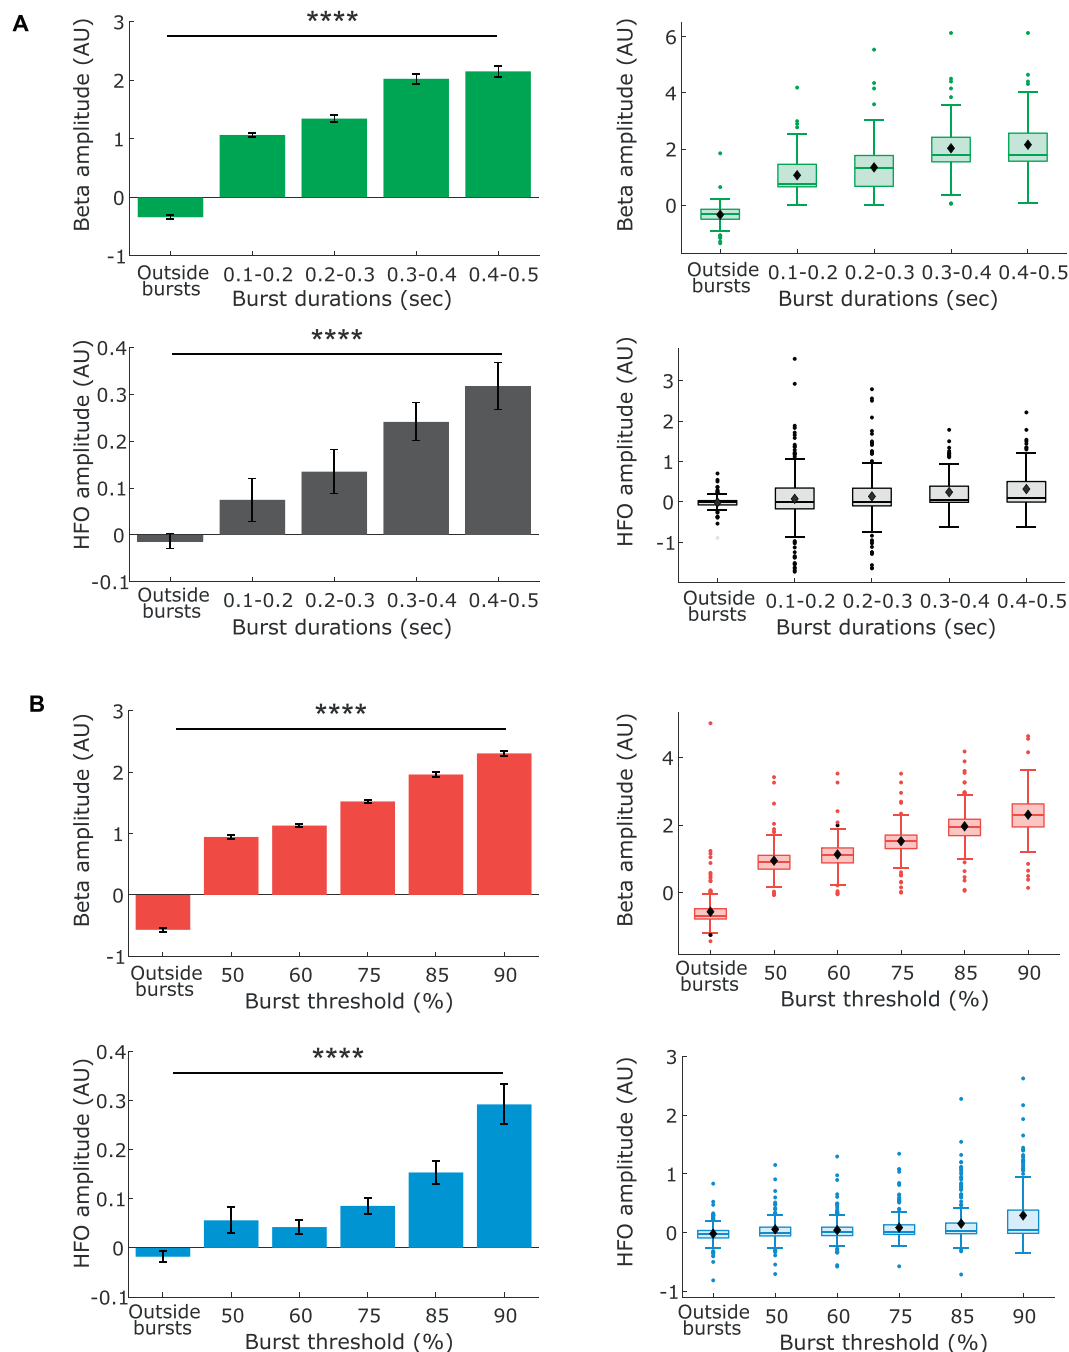 A
Beta amplitude (AU)
3
2
1
0
-1
****
Outside bursts
0.1-0.2 0.2-0.3 0.3-0.4 0.4-0.5
Burst durations (sec)
Beta amplitude (AU)
6
4
2
0
Outside bursts
0.1-0.2 0.2-0.3 0.3-0.4 0.4-0.5
Burst durations (sec)
HFO amplitude (AU)
0.4
0.3
0.2
0.1
0
-0.1
****
Outside bursts
0.1-0.2 0.2-0.3 0.3-0.4 0.4-0.5
Burst durations (sec)
HFO amplitude (AU)
3
2
1
0
-1
Outside bursts
0.1-0.2 0.2-0.3 0.3-0.4 0.4-0.5
Burst durations (sec)
B
Beta amplitude (AU)
3
2
1
0
-1
****
Outside bursts
50 60 75 85 90
Burst threshold (%)
Beta amplitude (AU)
4
2
0
Outside bursts
50 60 75 85 90
Burst threshold (%)
HFO amplitude (AU)
0.4
0.3
0.2
0.1
0
-0.1
****
Outside bursts
50 60 75 85 90
Burst threshold (%)
HFO amplitude (AU)
3
2
1
0
-1
Outside bursts
50 60 75 85 90
Burst threshold (%)